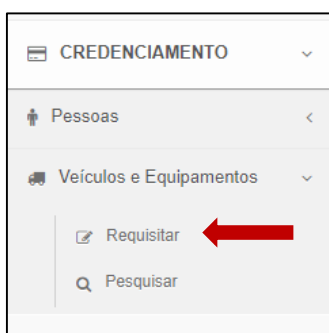 CREDENCIAMENTO
Pessoas
Veículos e Equipamentos
Requisitar
Pesquisar